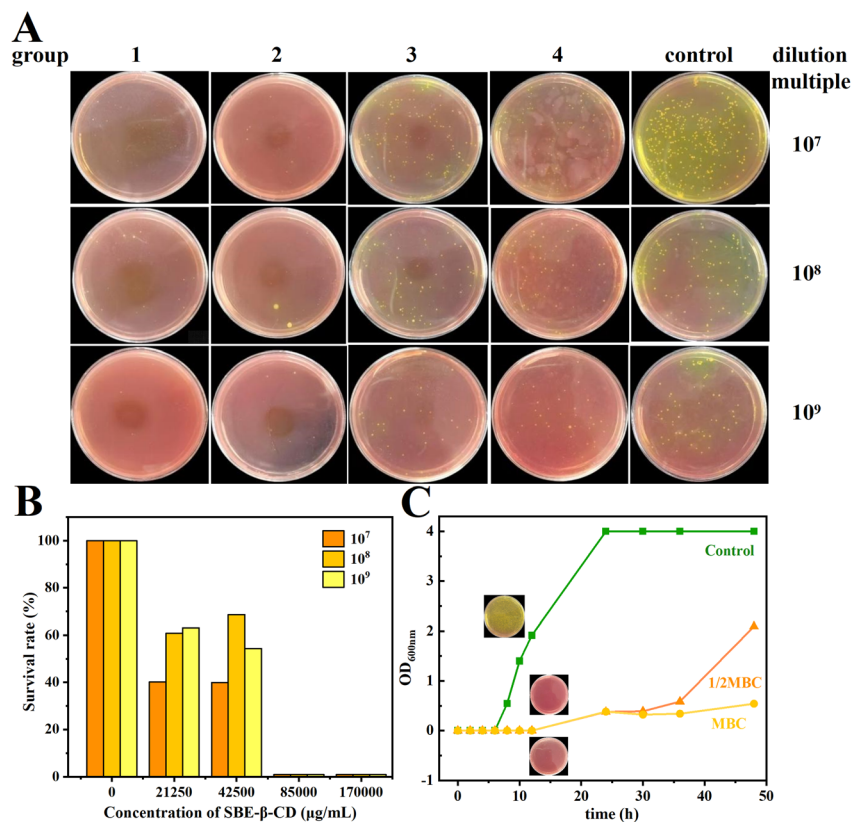 A
group 1 2 3 4 control dilution
multiple
10⁷
10⁸
10⁹
B
Survival rate (%)
100
80
60
40
20
0
10⁷
10⁸
10⁹
0 21250 42500 85000 170000
Concentration of SBE-β-CD (μg/mL)
C
OD600nm
4
3
2
1
0
-1
Control
1/2MBC
MBC
0 10 20 30 40 50
time (h)